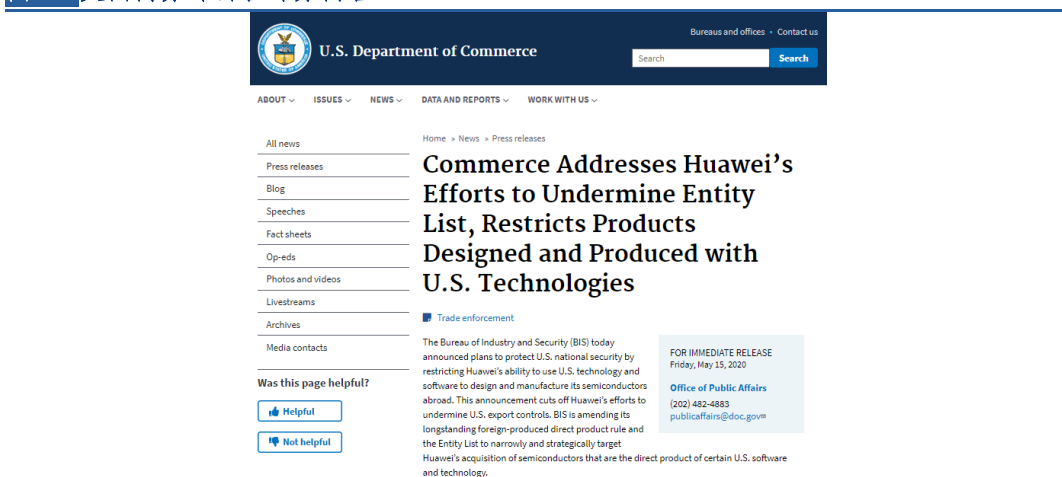 Bureaus and offices • Contact us
U.S. Department of Commerce
Search
Search
ABOUT
ISSUES
NEWS
DATA AND REPORTS
WORK WITH US
All news
Press releases
Blog
Speeches
Fact sheets
Op-eds
Photos and videos
Livestreams
Archives
Media contacts
Was this page helpful?
Helpful
Not helpful
Home » News » Press releases
Commerce Addresses Huawei's
Efforts to Undermine Entity
List, Restricts Products
Designed and Produced with
U.S. Technologies
Trade enforcement
The Bureau of Industry and Security (BIS) today
announced plans to protect U.S. national security by
restricting Huawei's ability to use U.S. technology and
software to design and manufacture its semiconductors
abroad. This announcement cuts off Huawei's efforts to
undermine U.S. export controls. BIS is amending its
longstanding foreign-produced direct product rule and
the Entity List to narrowly and strategically target
Huawei's acquisition of semiconductors that are the direct product of certain U.S. software
and technology.
FOR IMMEDIATE RELEASE
Friday, May 15, 2020
Office of Public Affairs
(202) 482-4883
publicaffairs@doc.gov